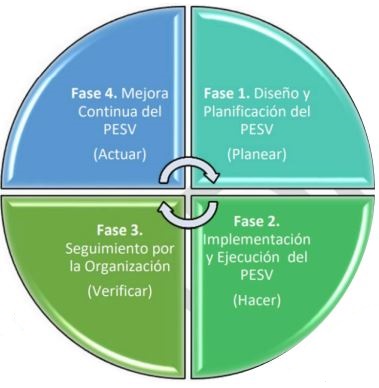 Fase 4. Mejora
Continua del
PESV
(Actuar)
Fase 1. Diseño y
Planificación del
PESV
(Planear)
Fase 3.
Seguimiento por
la Organización
(Verificar)
Fase 2.
Implementación
y Ejecución del
PESV
(Hacer)